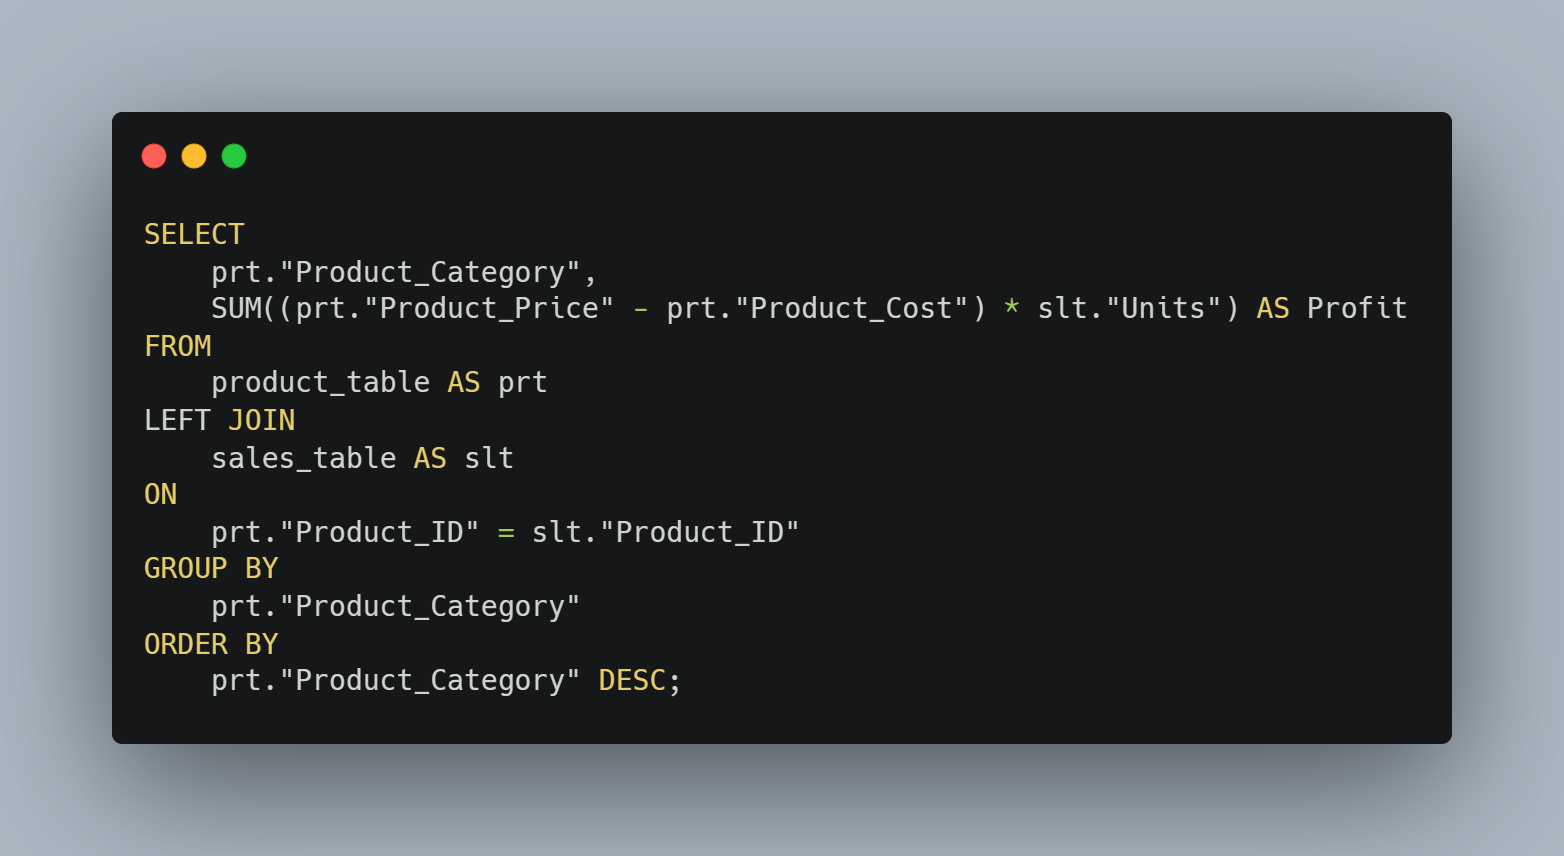 SELECT
    prt."Product_Category",
    SUM((prt."Product_Price" - prt."Product_Cost") * slt."Units") AS Profit
FROM
    product_table AS prt
LEFT JOIN
    sales_table AS slt
ON
    prt."Product_ID" = slt."Product_ID"
GROUP BY
    prt."Product_Category"
ORDER BY
    prt."Product_Category" DESC;